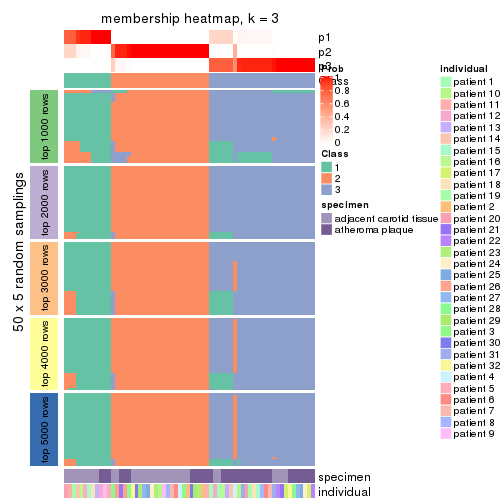 membership heatmap, k = 3
p1
p2
p3
Class
50 x 5 random samplings
top 1000 rows
top 2000 rows
top 3000 rows
top 4000 rows
top 5000 rows
specimen
individual
Prob
1
0.8
0.6
0.4
0.2
0
Class
1
2
3
specimen
adjacent carotid tissue
atheroma plaque
individual
patient 1
patient 10
patient 11
patient 12
patient 13
patient 14
patient 15
patient 16
patient 17
patient 18
patient 19
patient 2
patient 20
patient 21
patient 22
patient 23
patient 24
patient 25
patient 26
patient 27
patient 28
patient 29
patient 3
patient 30
patient 31
patient 32
patient 4
patient 5
patient 6
patient 7
patient 8
patient 9